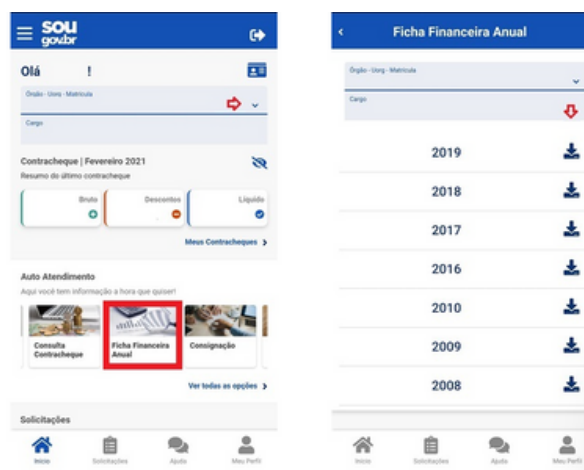 SOU
gov.br
Olá !
Órgão - Uorg - Matrícula
Cargo
Contracheque | Fevereiro 2021
Resumo do último contracheque
Bruto
Descontos
Líquido
Meus Contracheques
Auto Atendimento
Aqui você tem informação a hora que quiser!
Consulta Contracheque
Ficha Financeira Anual
Consignação
Ver todas as opções
Solicitações
Início
Solicitações
Ajuda
Meu Perfil
Ficha Financeira Anual
Órgão - Uorg - Matrícula
Cargo
2019
2018
2017
2016
2010
2009
2008
Início
Solicitações
Ajuda
Meu Perfil